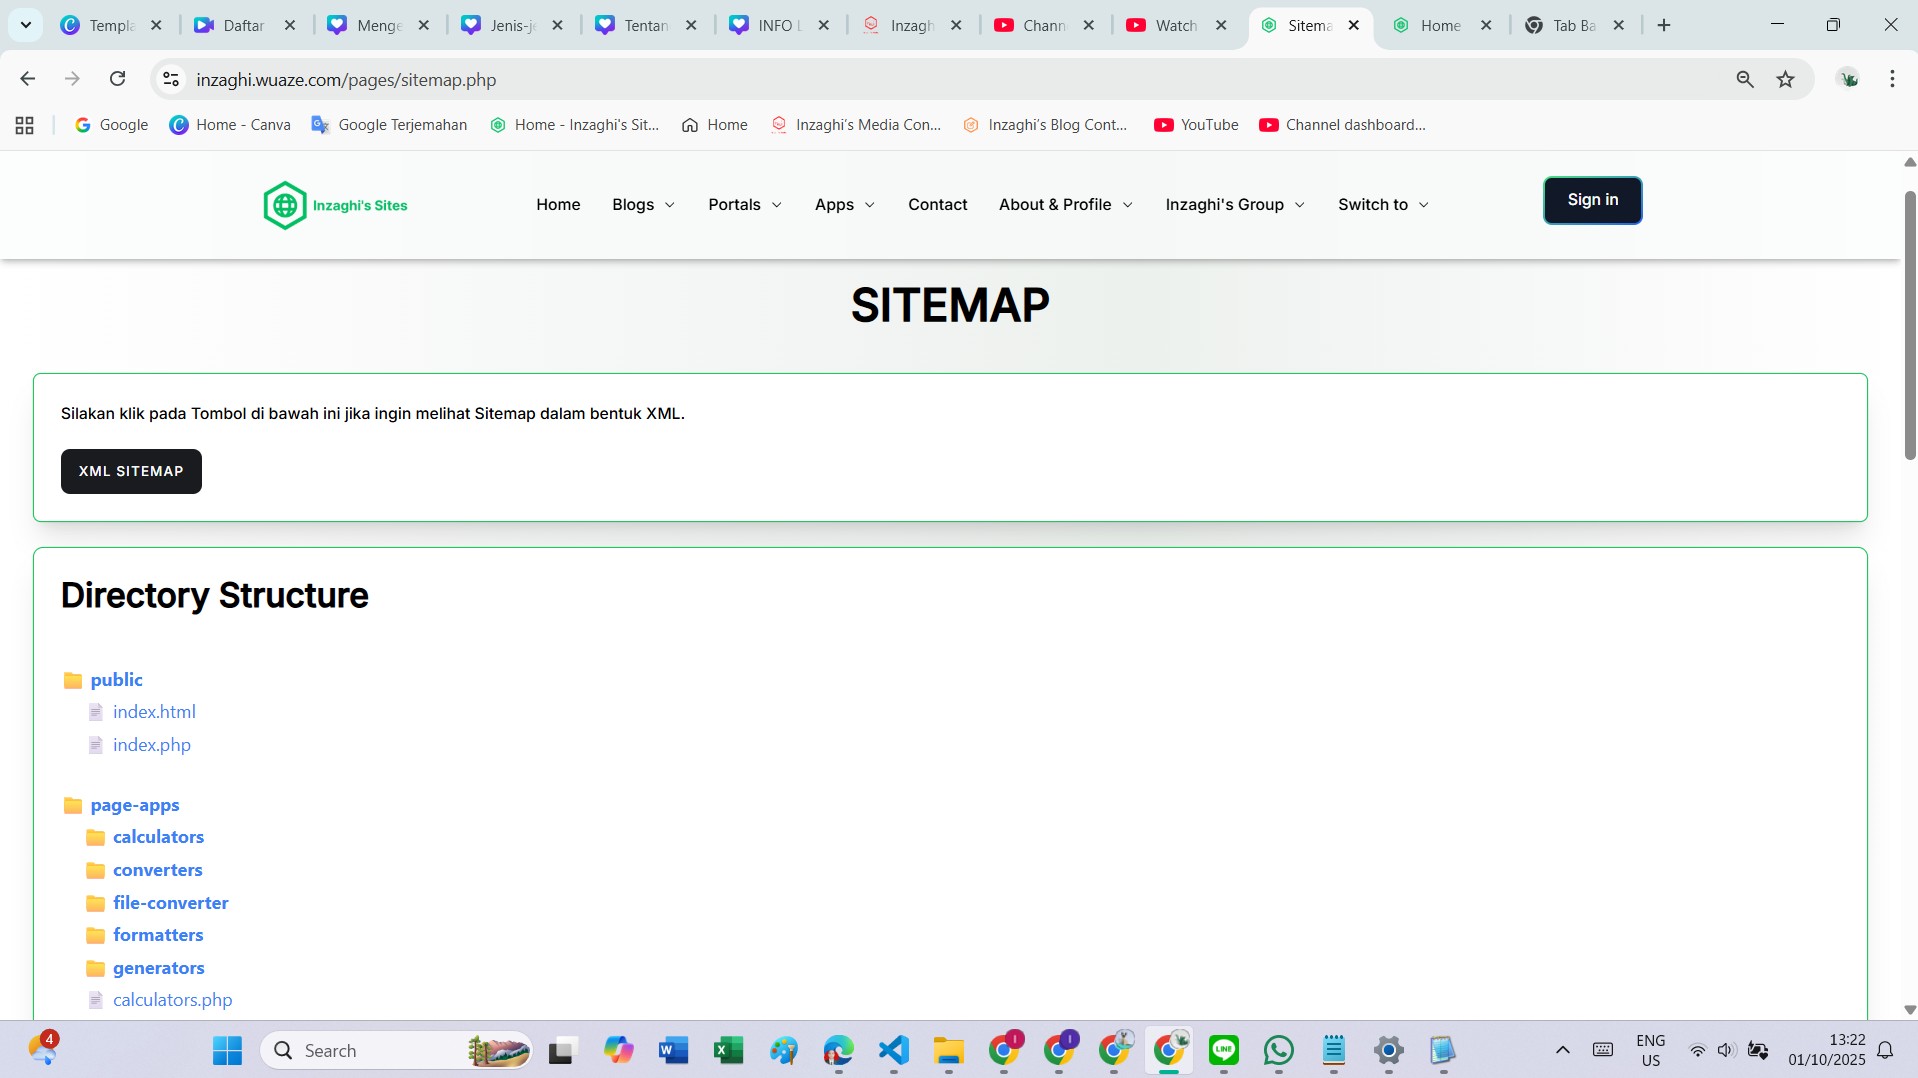 Templa
Daftar
Menge
Jenis-je
Tentan
INFO L
Inzagh
Chann
Watch
Sitema
Home
Tab Ba
inzaghi.wuaze.com/pages/sitemap.php
Google
Home - Canva
Google Terjemahan
Home - Inzaghi's Sit...
Home
Inzaghi's Media Con...
Inzaghi's Blog Cont...
YouTube
Channel dashboard...
Inzaghi's Sites
Home
Blogs
Portals
Apps
Contact
About & Profile
Inzaghi's Group
Switch to
Sign in
SITEMAP
Silakan klik pada Tombol di bawah ini jika ingin melihat Sitemap dalam bentuk XML.
XML SITEMAP
Directory Structure
public
index.html
index.php
page-apps
calculators
converters
file-converter
formatters
generators
calculators.php
4
Search
I
I
LINE
ENG
US
13:22
01/10/2025